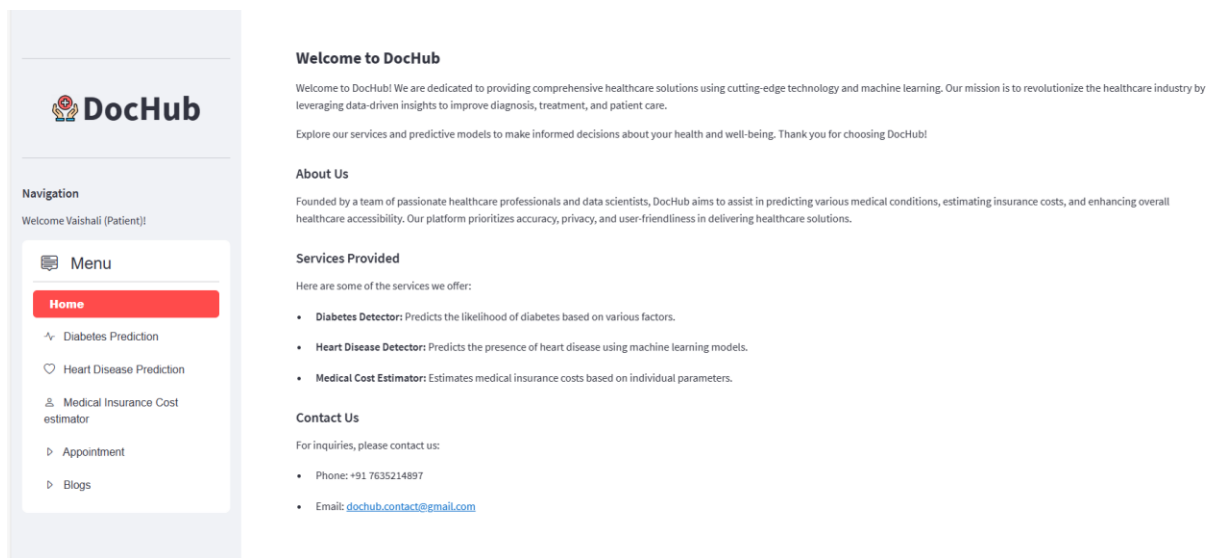 DocHub
Navigation
Welcome Vaishali (Patient)!
Menu
Home
Diabetes Prediction
Heart Disease Prediction
Medical Insurance Cost
estimator
Appointment
Blogs
Welcome to DocHub
Welcome to DocHub! We are dedicated to providing comprehensive healthcare solutions using cutting-edge technology and machine learning. Our mission is to revolutionize the healthcare industry by
leveraging data-driven insights to improve diagnosis, treatment, and patient care.
Explore our services and predictive models to make informed decisions about your health and well-being. Thank you for choosing DocHub!
About Us
Founded by a team of passionate healthcare professionals and data scientists, DocHub aims to assist in predicting various medical conditions, estimating insurance costs, and enhancing overall
healthcare accessibility. Our platform prioritizes accuracy, privacy, and user-friendliness in delivering healthcare solutions.
Services Provided
Here are some of the services we offer:
• Diabetes Detector: Predicts the likelihood of diabetes based on various factors.
• Heart Disease Detector: Predicts the presence of heart disease using machine learning models.
• Medical Cost Estimator: Estimates medical insurance costs based on individual parameters.
Contact Us
For inquiries, please contact us:
• Phone: +91 7635214897
• Email: dochub.contact@gmail.com